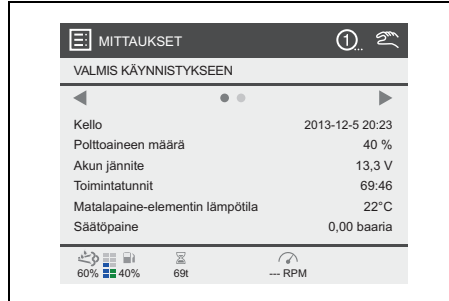 MITTAUKSET 1...
VALMIS KÄYNNISTYKSEEN
Kello 2013-12-5 20:23
Polttoaineen määrä 40 %
Akun jännite 13,3 V
Toimintatunnit 69:46
Matalapaine-elementin lämpötila 22°C
Säätöpaine 0,00 baaria
60% 40% 69t --- RPM